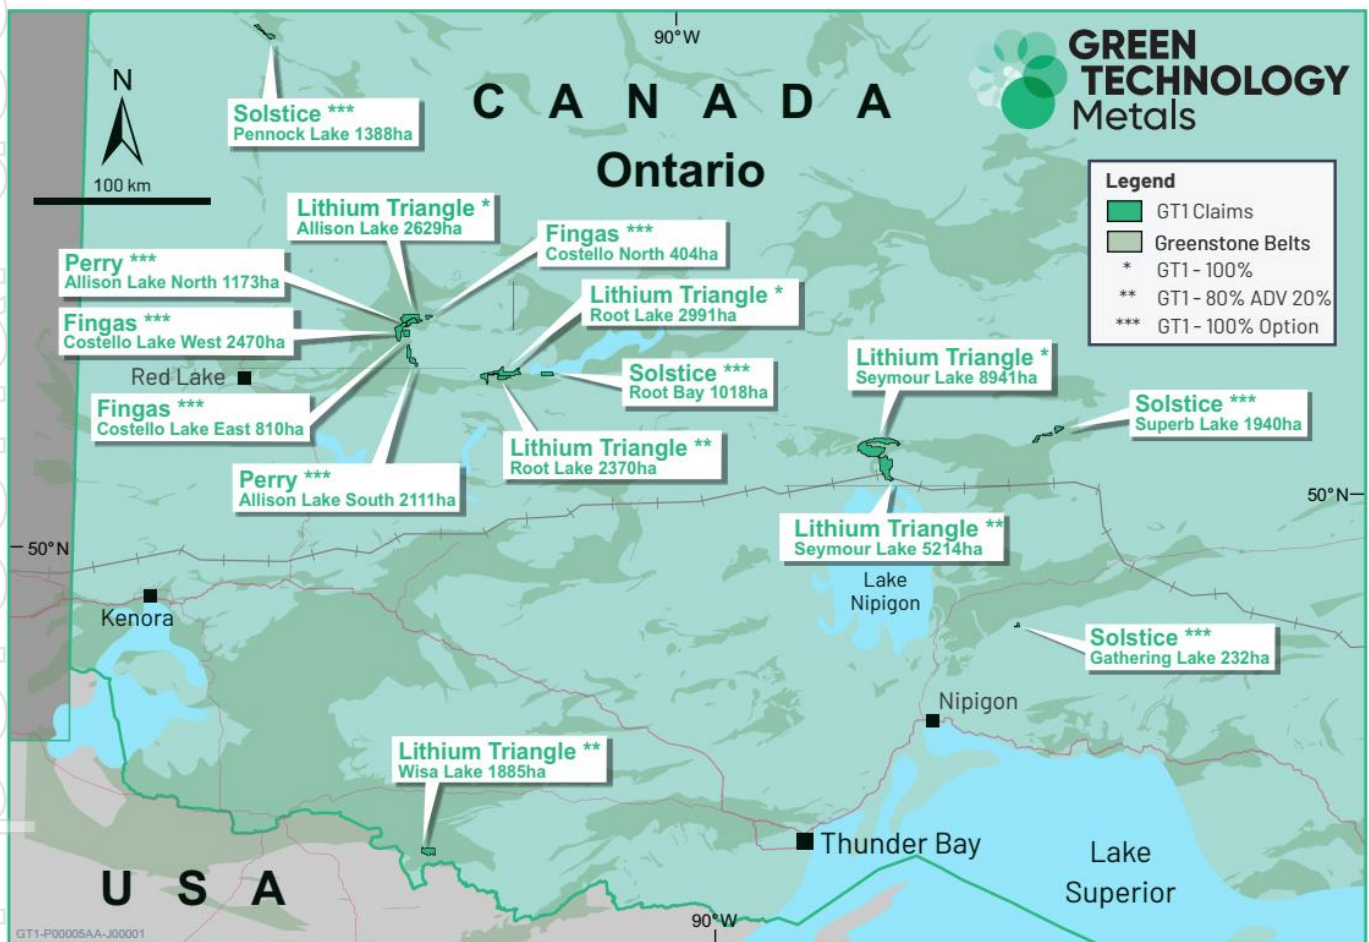 90°W
GREEN
TECHNOLOGY
Metals
N
100 km
CANADA
Ontario
Solstice ***
Pennock Lake 1388ha
Legend
GT1 Claims
Greenstone Belts
* GT1 - 100%
** GT1 - 80% ADV 20%
*** GT1 - 100% Option
Lithium Triangle *
Allison Lake 2629ha
Fingas ***
Costello North 404ha
Perry ***
Allison Lake North 1173ha
Lithium Triangle *
Root Lake 2991ha
Fingas ***
Costello Lake West 2470ha
Red Lake
Solstice ***
Root Bay 1018ha
Lithium Triangle *
Seymour Lake 8941ha
Fingas ***
Costello Lake East 810ha
Solstice ***
Superb Lake 1940ha
Lithium Triangle **
Root Lake 2370ha
Perry ***
Allison Lake South 2111ha
50°N
Lithium Triangle **
Seymour Lake 5214ha
50°N
Lake
Nipigon
Kenora
Solstice ***
Gathering Lake 232ha
Nipigon
Lithium Triangle **
Wisa Lake 1885ha
Thunder Bay
Lake
Superior
USA
90°W
GT1-P00005AA-J00001